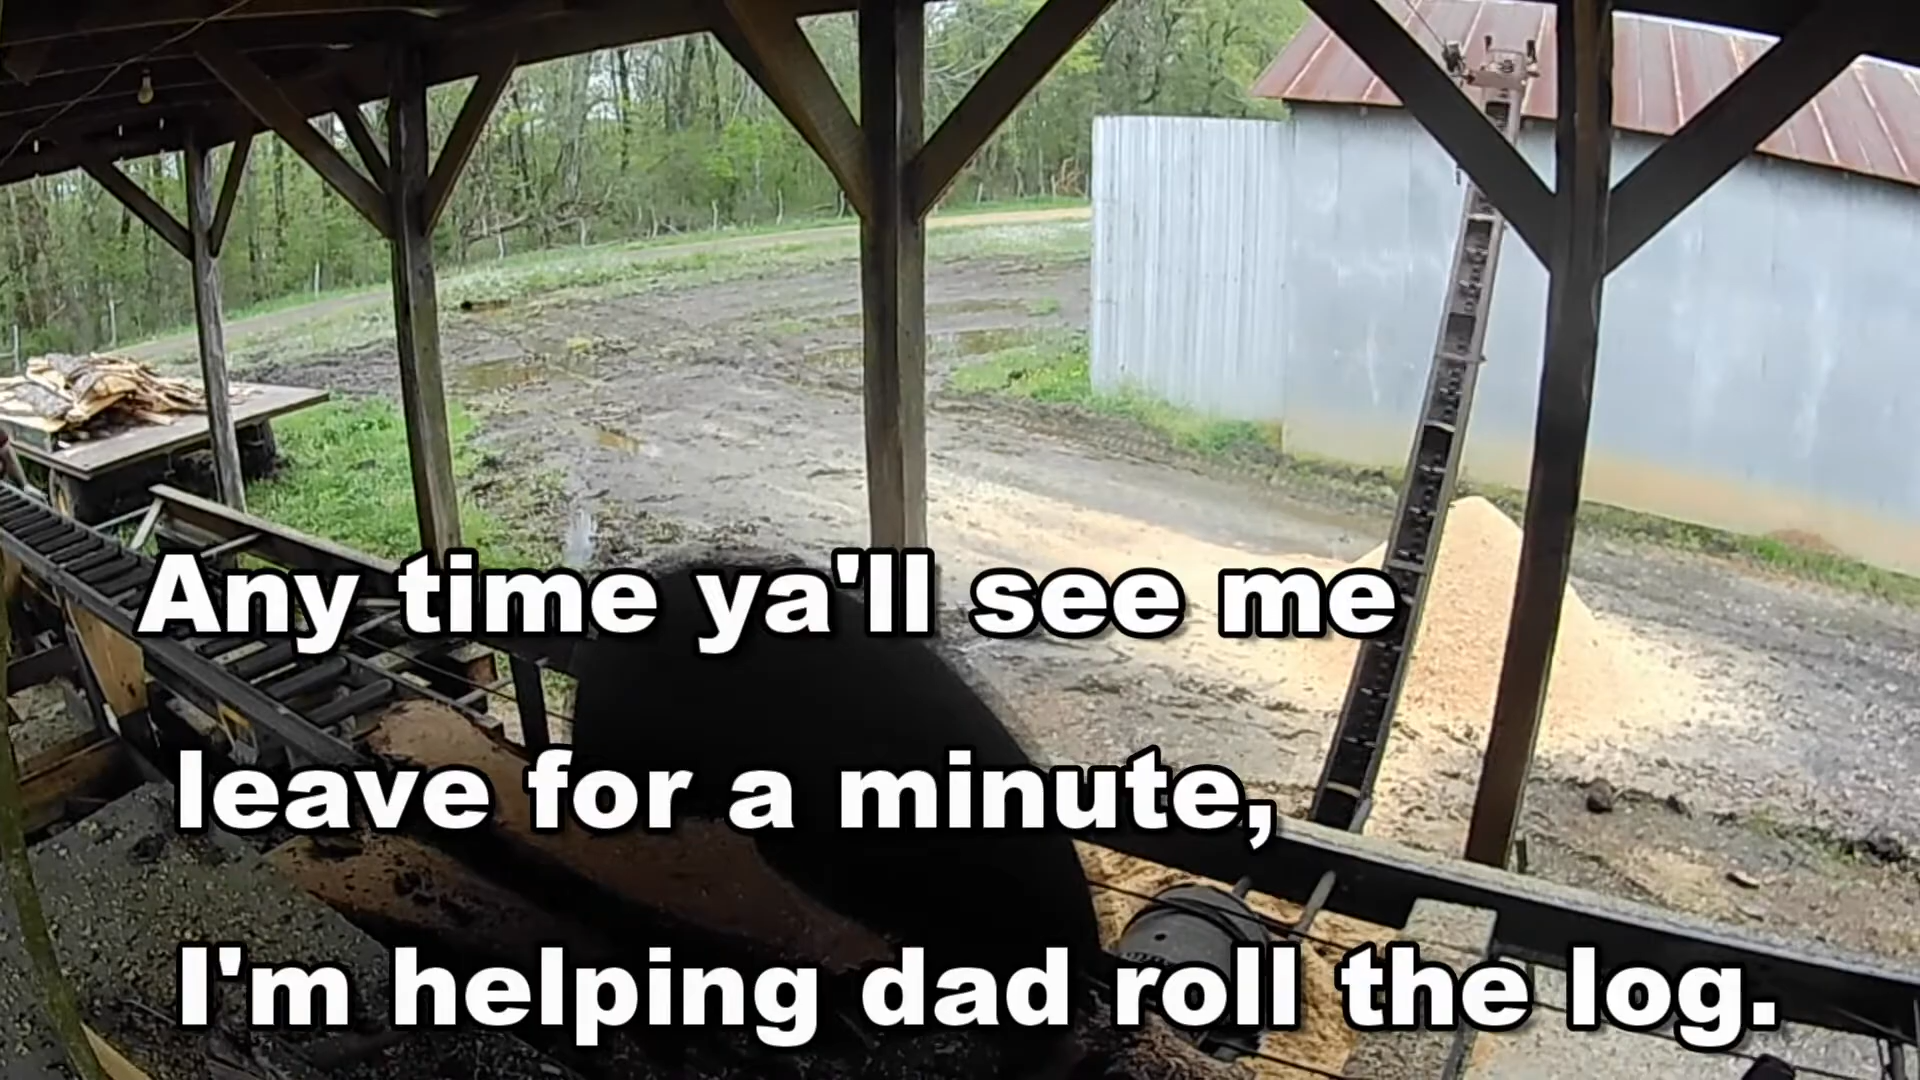 Any time ya'll see me
leave for a minute,
I'm helping dad roll the log.